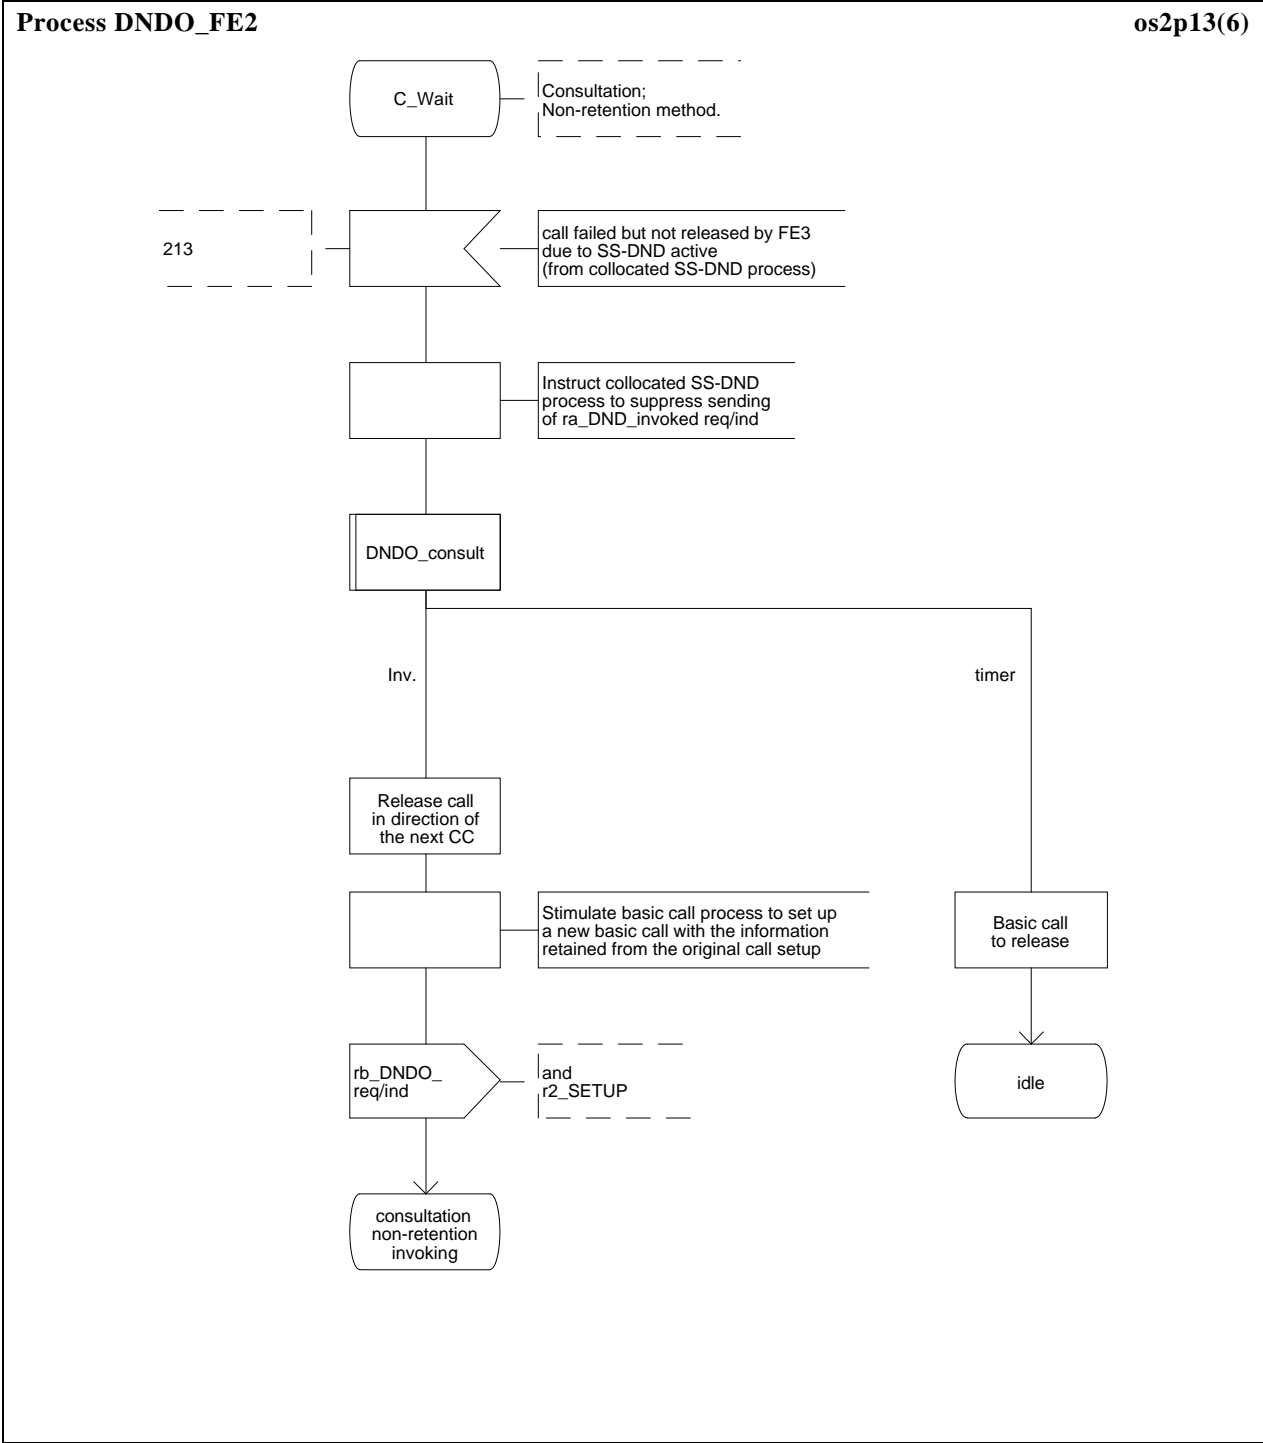 Process DNDO_FE2
os2p13(6)
C_Wait
Consultation;
Non-retention method.
213
call failed but not released by FE3
due to SS-DND active
(from collocated SS-DND process)
Instruct collocated SS-DND
process to suppress sending
of ra_DND_invoked req/ind
DNDO_consult
Inv.
timer
Release call
in direction of
the next CC
Stimulate basic call process to set up
a new basic call with the information
retained from the original call setup
Basic call
to release
rb_DNDO_
req/ind
and
r2_SETUP
idle
consultation
non-retention
invoking